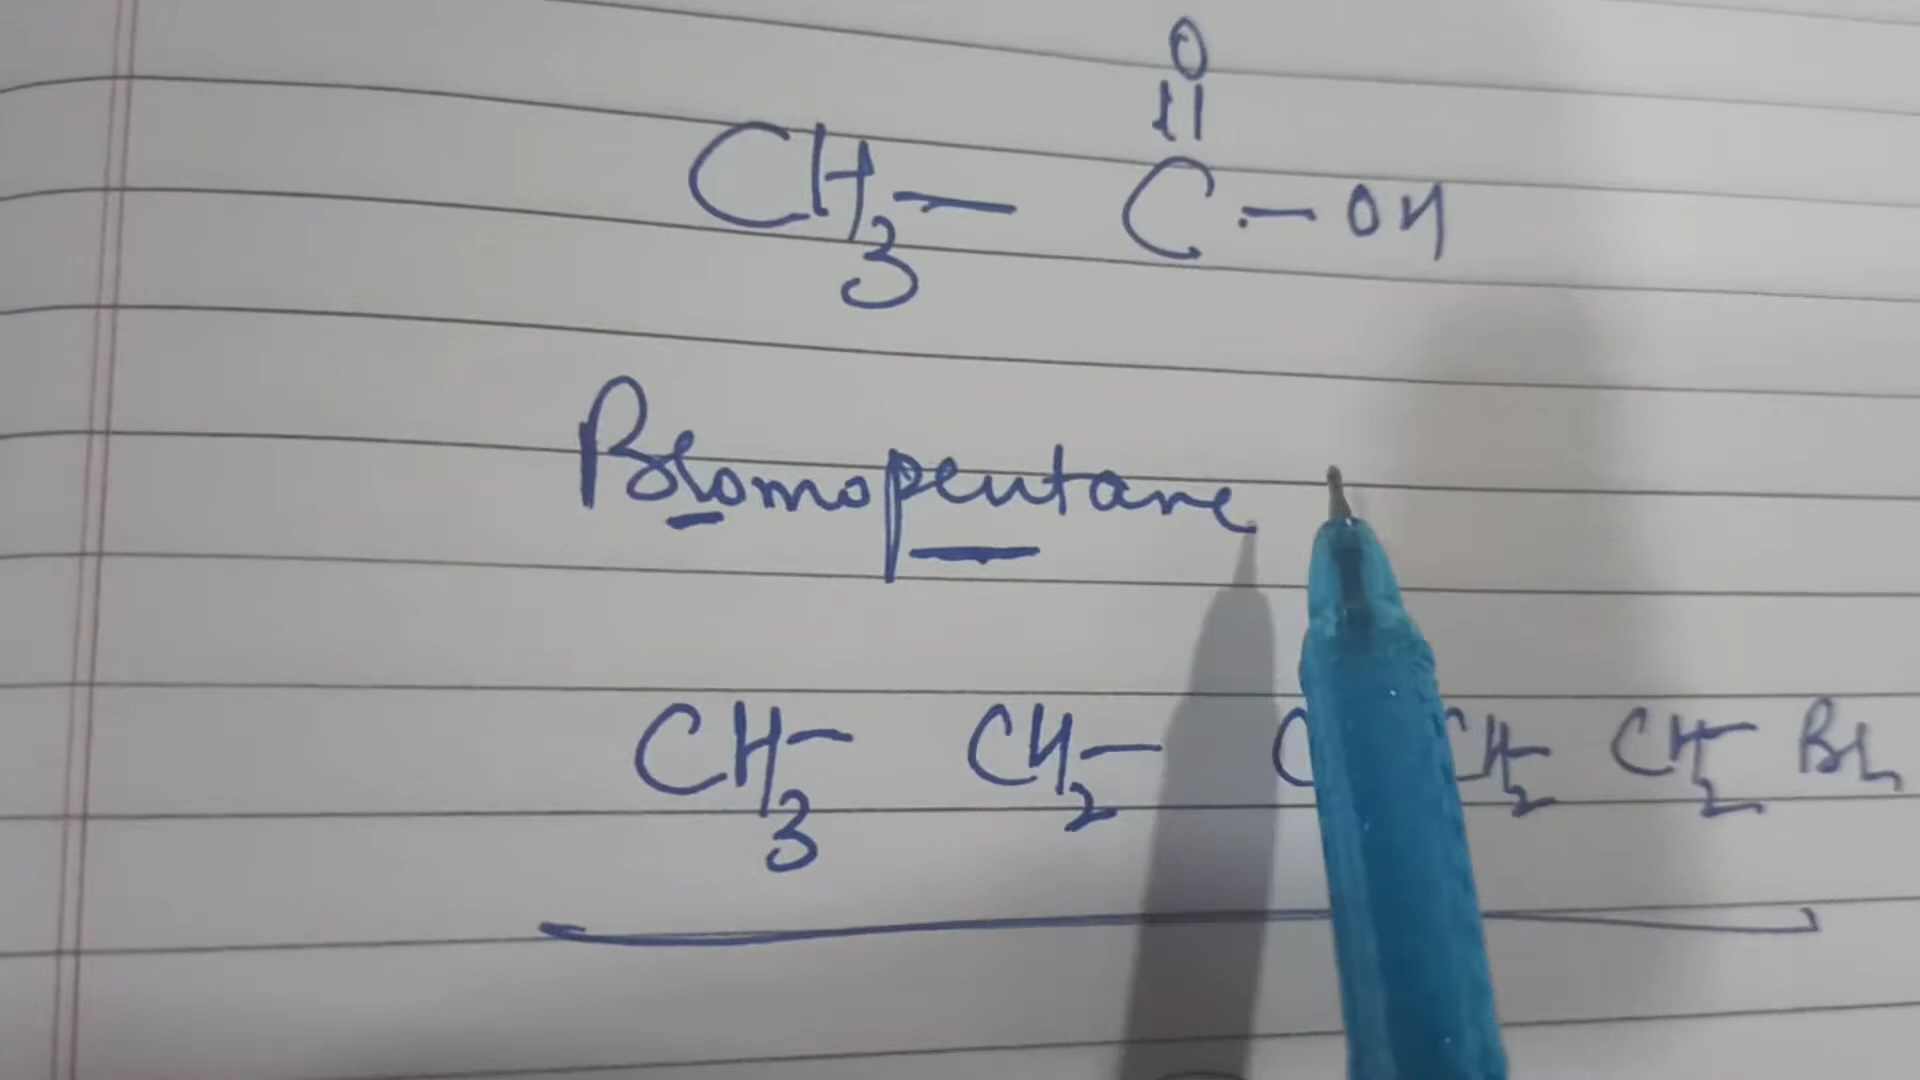 O
||
CH3— C—OH
Bromopentane
CH3— CH2— C CH2— CH2— Br